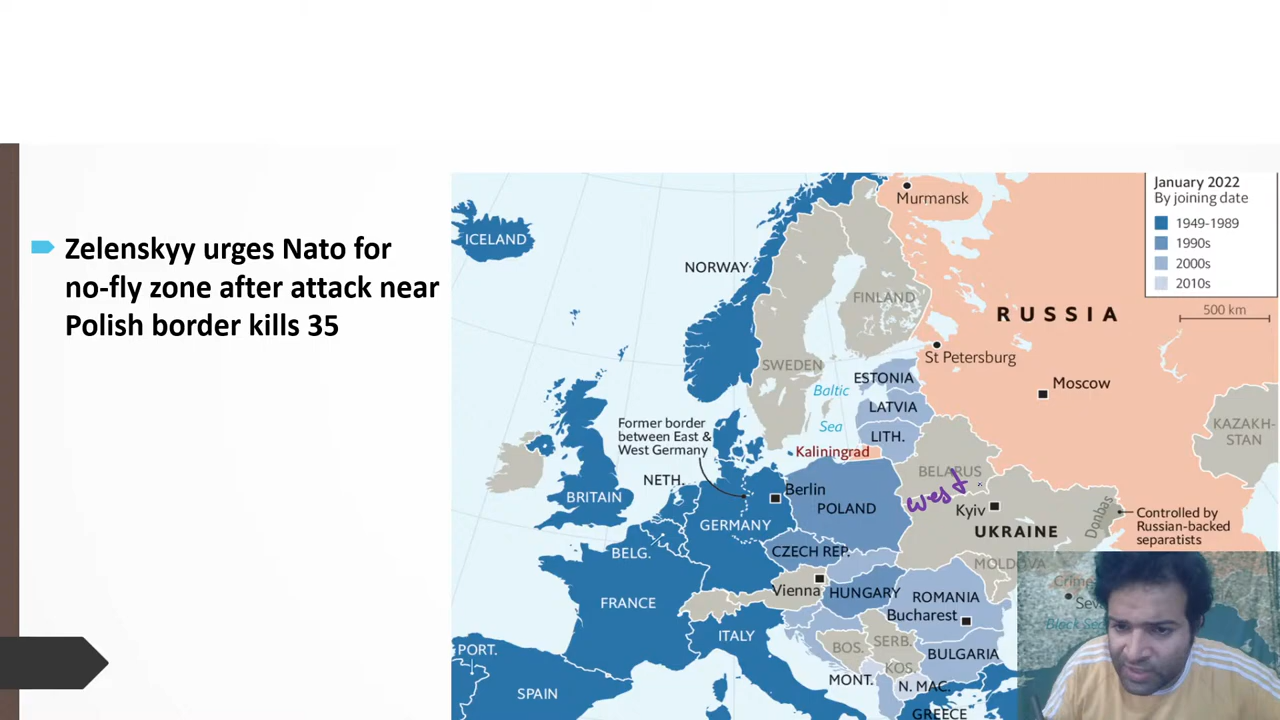 Zelenskyy urges Nato for
no-fly zone after attack near
Polish border kills 35
January 2022
By joining date
1949-1989
1990s
2000s
2010s
500 km
Murmansk
ICELAND
NORWAY
FINLAND
RUSSIA
SWEDEN
St Petersburg
ESTONIA
Moscow
Baltic
Sea
LATVIA
KAZAKH-
STAN
Former border
between East &
West Germany
LITH.
Kaliningrad
BELARUS
west
NETH.
Berlin
BRITAIN
POLAND
Kyiv
Donbas
Controlled by
Russian-backed
separatists
GERMANY
UKRAINE
BELG.
CZECH REP.
MOLDOVA
Vienna
HUNGARY
ROMANIA
FRANCE
Bucharest
ITALY
BOS.
SERB.
PORT.
BULGARIA
KOS.
MONT.
N. MAC.
SPAIN
GREECE